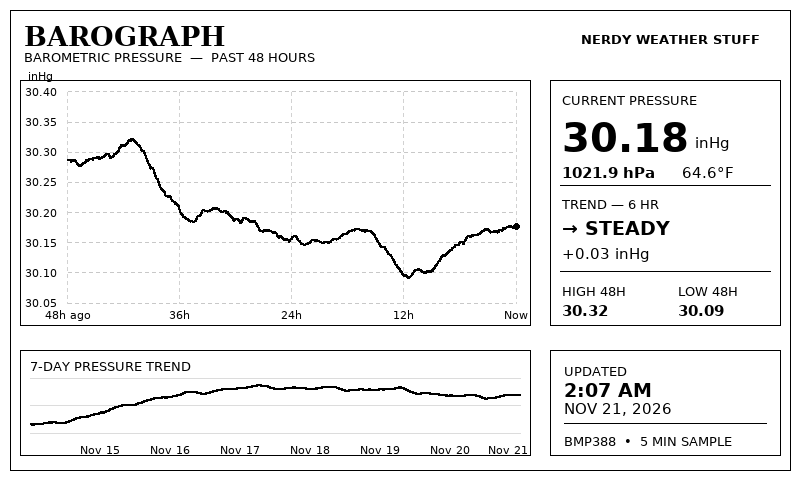 BAROGRAPH
BAROMETRIC PRESSURE — PAST 48 HOURS
NERDY WEATHER STUFF
inHg
30.40
30.35
30.30
30.25
30.20
30.15
30.10
30.05
48h ago 36h 24h 12h Now
CURRENT PRESSURE
30.18 inHg
1021.9 hPa 64.6°F
TREND — 6 HR
→ STEADY
+0.03 inHg
HIGH 48H LOW 48H
30.32 30.09
7-DAY PRESSURE TREND
Nov 15 Nov 16 Nov 17 Nov 18 Nov 19 Nov 20 Nov 21
UPDATED
2:07 AM
NOV 21, 2026
BMP388 • 5 MIN SAMPLE